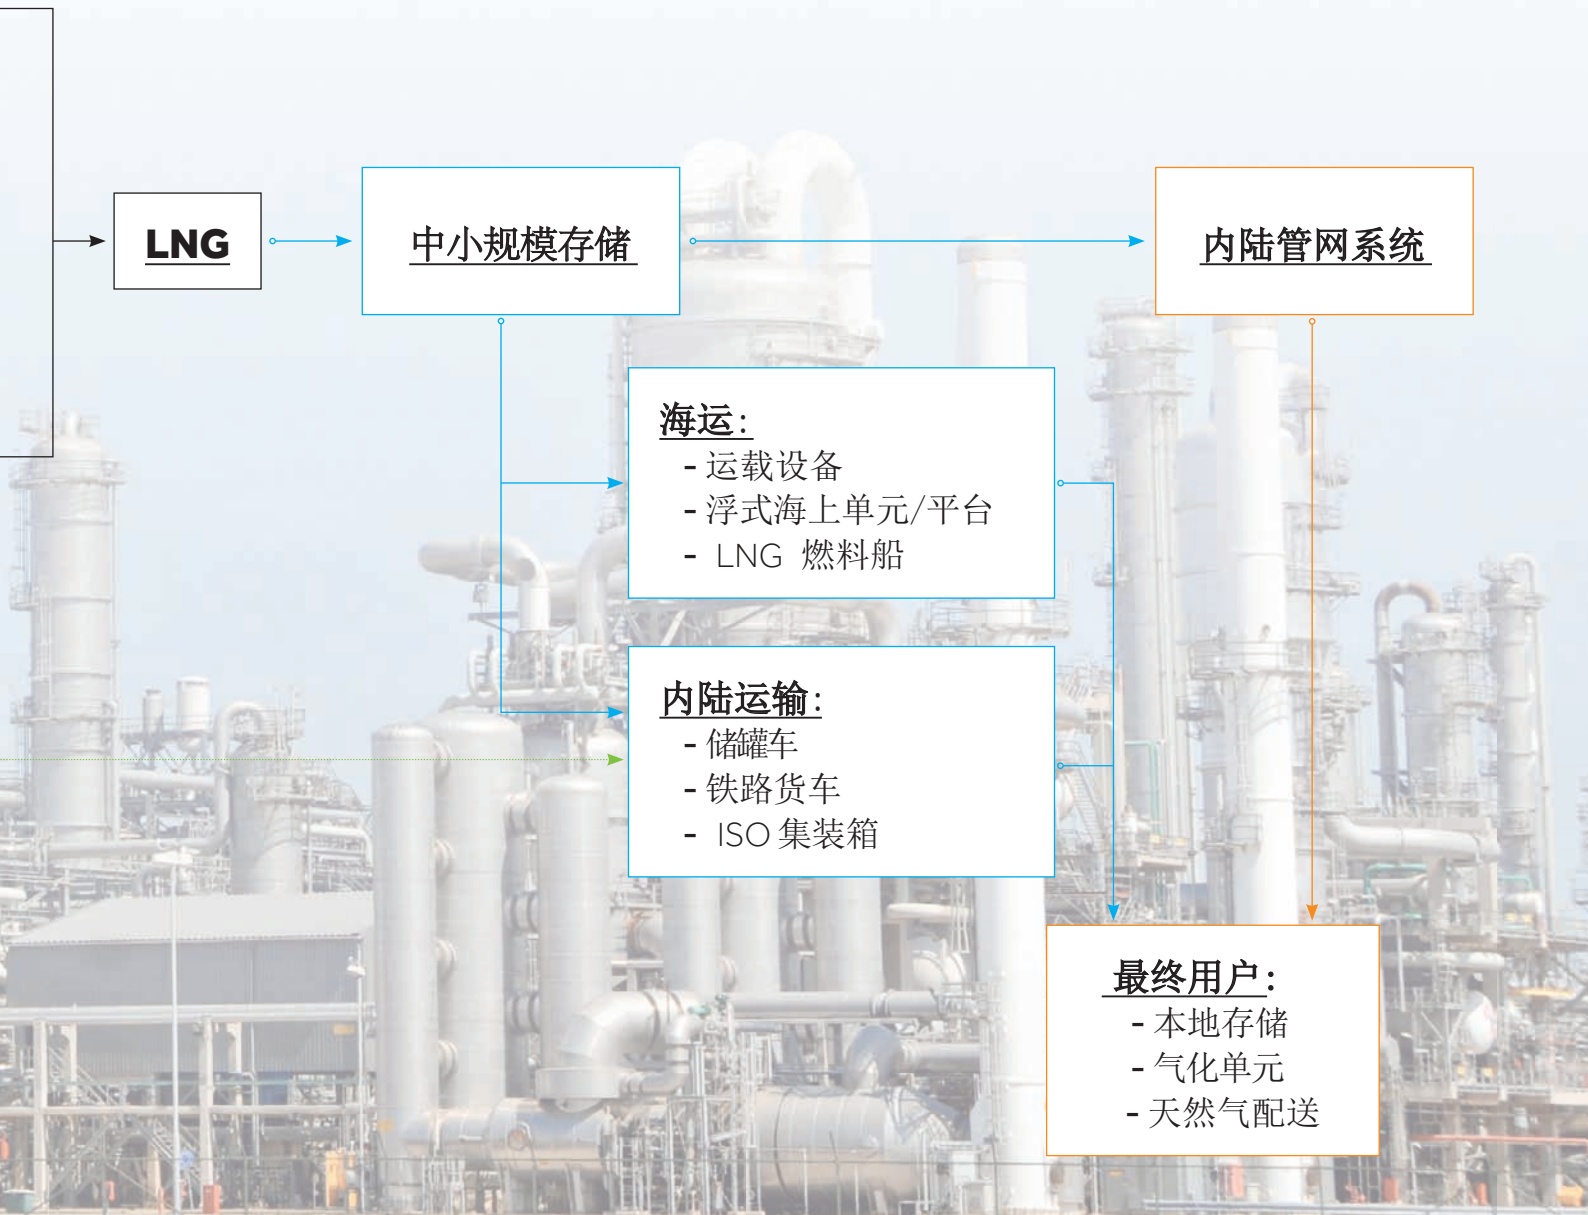 LNG
中小规模存储
内陆管网系统
海运:
- 运载设备
- 浮式海上单元/平台
- LNG 燃料船
内陆运输:
- 储罐车
- 铁路货车
- ISO 集装箱
最终用户:
- 本地存储
- 气化单元
- 天然气配送